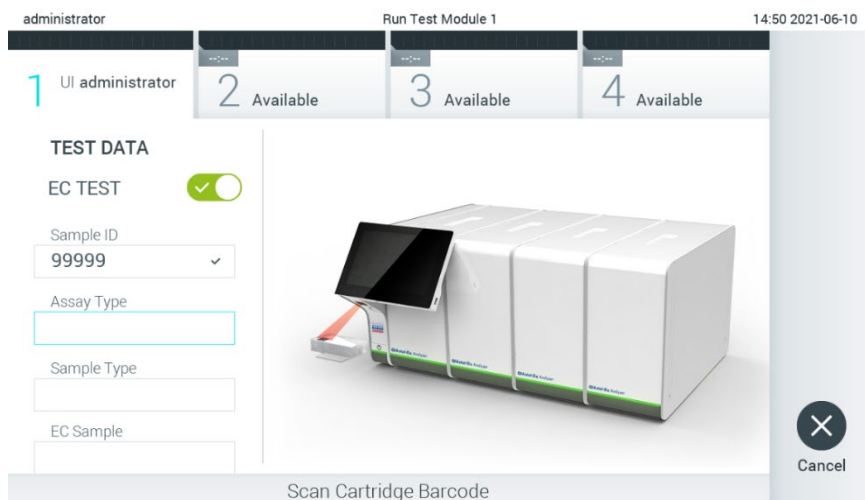 administrator
Run Test Module 1
14:50 2021-06-10
1 UI administrator
--:--
2 Available
--:--
3 Available
--:--
4 Available
TEST DATA
EC TEST
Sample ID
99999
Assay Type
Sample Type
EC Sample
Scan Cartridge Barcode
Cancel